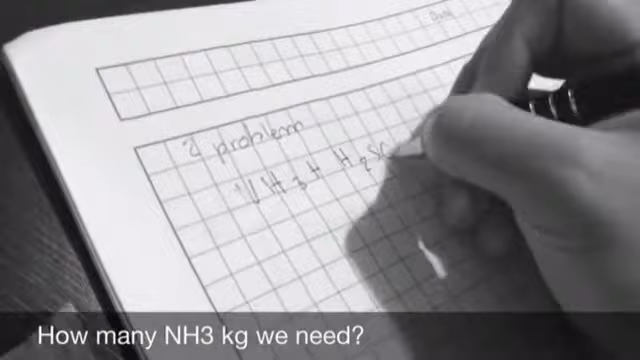 2 problem
NH3 + H2SO
How many NH3 kg we need?